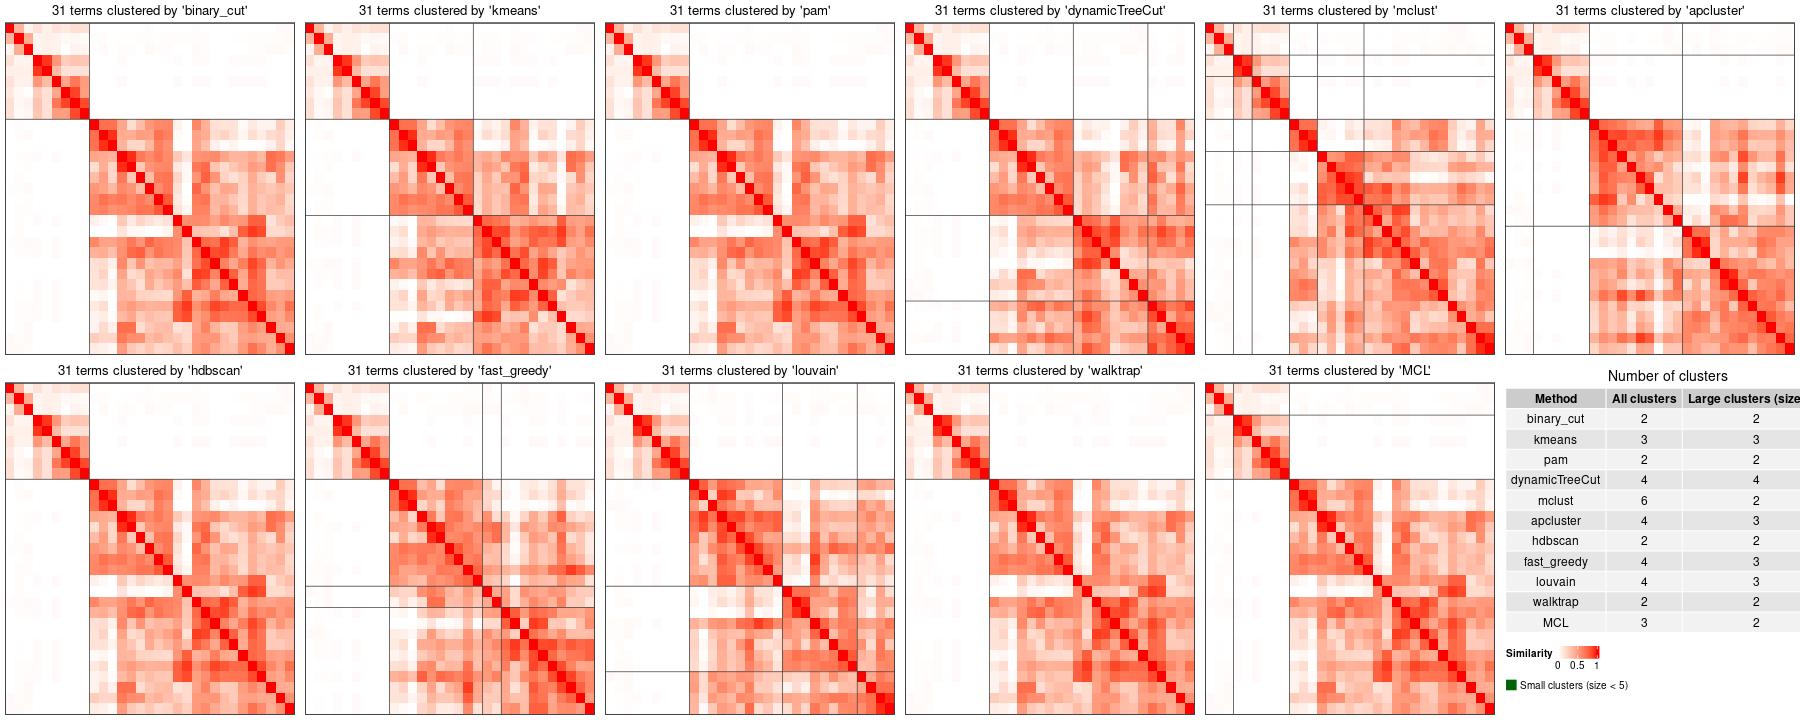 31 terms clustered by 'binary_cut'
31 terms clustered by 'kmeans'
31 terms clustered by 'pam'
31 terms clustered by 'dynamicTreeCut'
31 terms clustered by 'mclust'
31 terms clustered by 'apcluster'
31 terms clustered by 'hdbscan'
31 terms clustered by 'fast_greedy'
31 terms clustered by 'louvain'
31 terms clustered by 'walktrap'
31 terms clustered by 'MCL'
Number of clusters
Method All clusters Large clusters (size
binary_cut 2 2
kmeans 3 3
pam 2 2
dynamicTreeCut 4 4
mclust 6 2
apcluster 4 3
hdbscan 2 2
fast_greedy 4 3
louvain 4 3
walktrap 2 2
MCL 3 2
Similarity
0 0.5 1
Small clusters (size < 5)